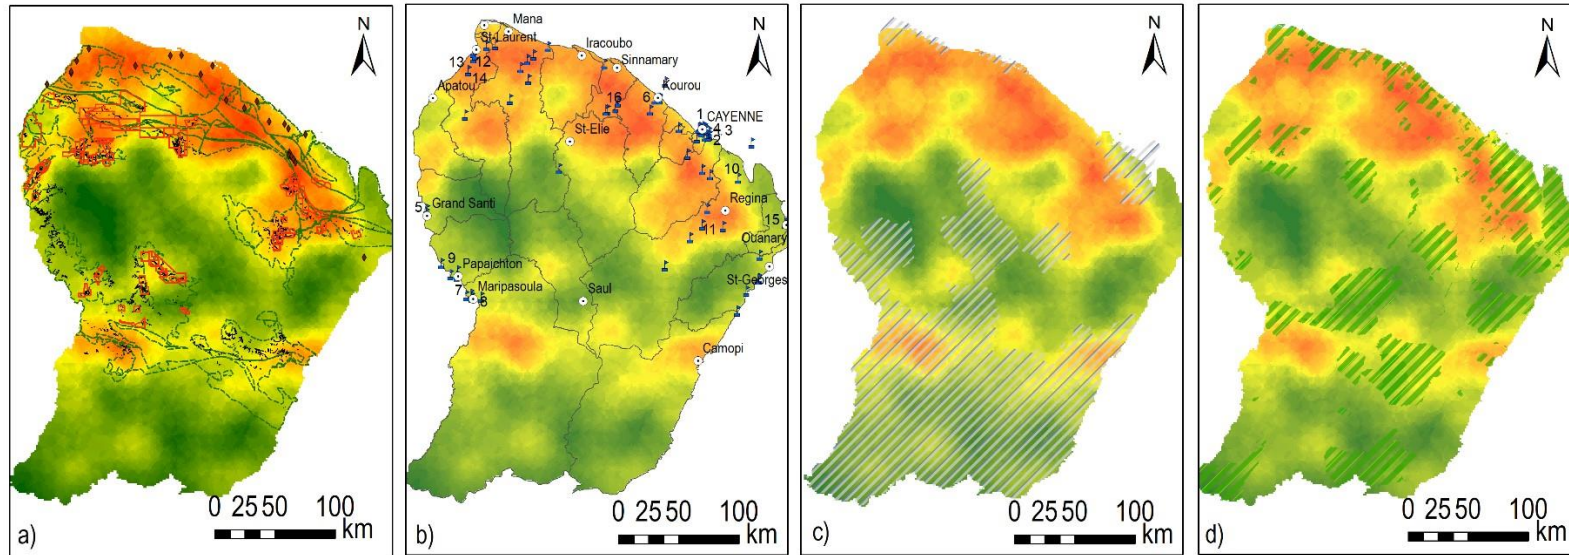 N
0 25 50 100
km
a)
N
Mana
St-Laurent
Iracoubo
13 12
Sinnamary
14
Apatou
16
6
Kourou
1
CAYENNE
4 3
2
St-Elie
10
5
Grand Santi
Regina
15
11
Ouanary
9
Papaichton
St-Georges
7
Maripasoula
8
Saul
Camopi
0 25 50 100
km
b)
N
0 25 50 100
km
c)
N
0 25 50 100
km
d)